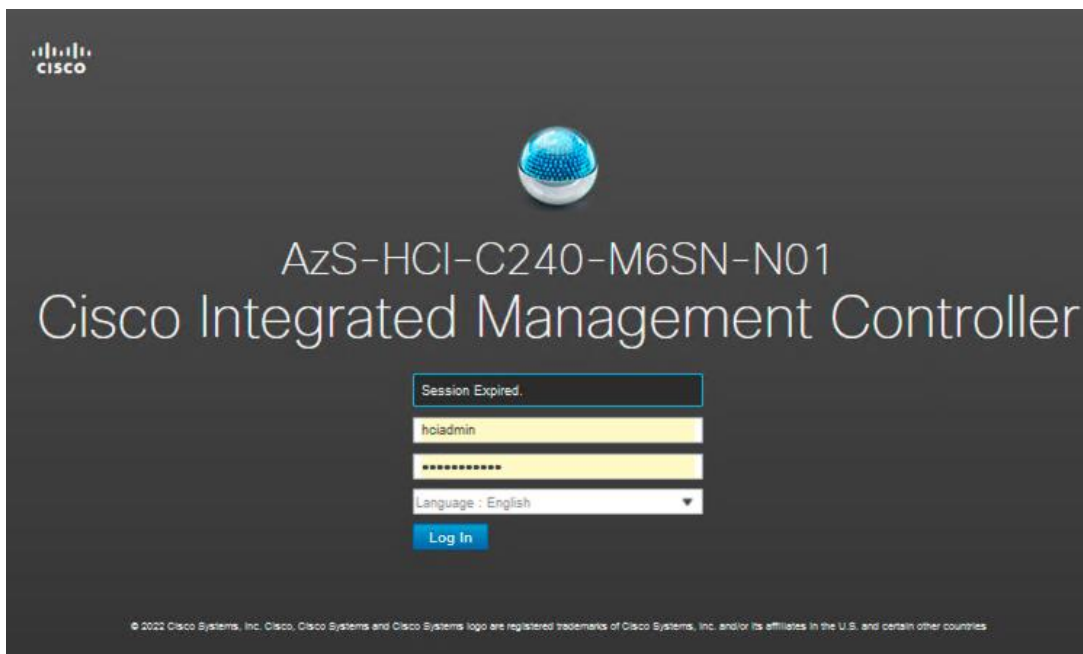 CISCO
AzS-HCI-C240-M6SN-N01
Cisco Integrated Management Controller
Session Expired.
hciadmin
•••••••••••
Language : English
Log In
© 2022 Cisco Systems, Inc. Cisco, Cisco Systems and Cisco Systems logo are registered trademarks of Cisco Systems, Inc. and/or its affiliates in the U.S. and certain other countries